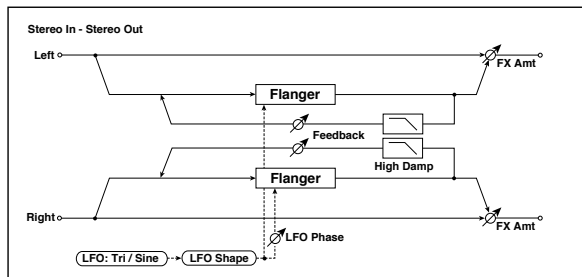 Stereo In - Stereo Out
Left
FX Amt
Flanger
Feedback
High Damp
Flanger
Right
LFO Phase
FX Amt
LFO: Tri / Sine
LFO Shape